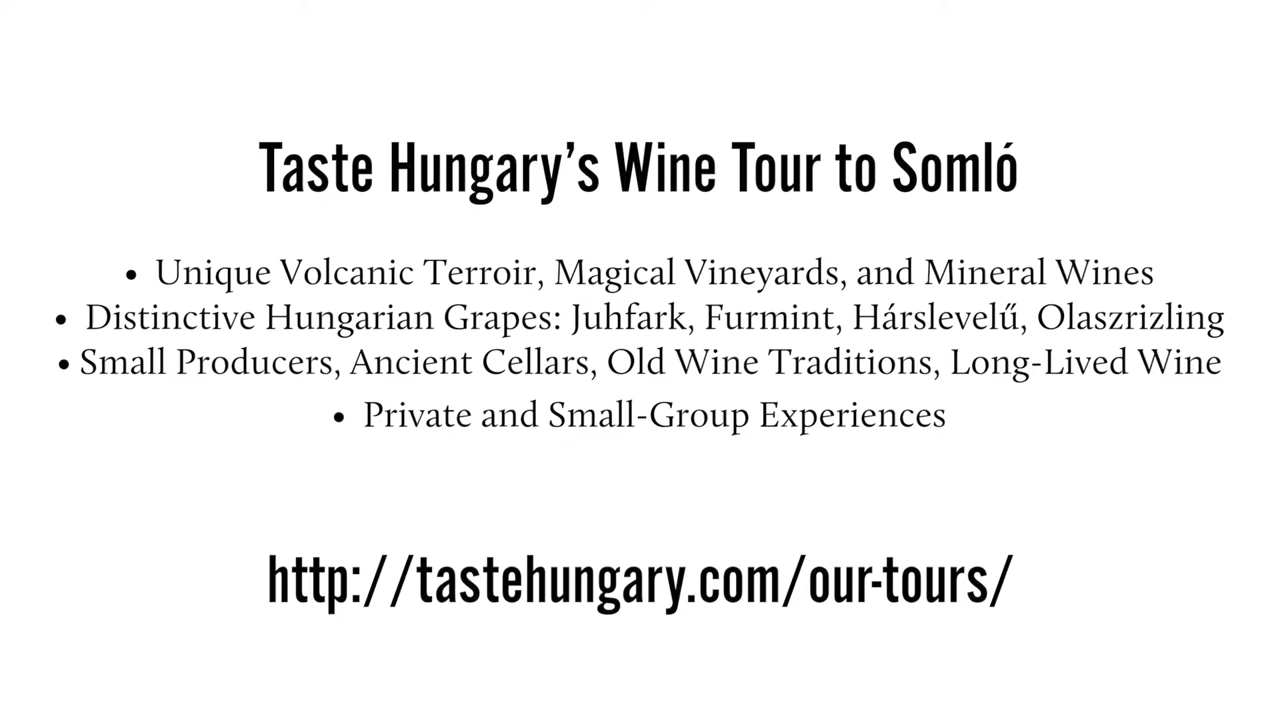 Taste Hungary’s Wine Tour to Somló
• Unique Volcanic Terroir, Magical Vineyards, and Mineral Wines
• Distinctive Hungarian Grapes: Juhfark, Furmint, Hárslevelű, Olaszrizling
• Small Producers, Ancient Cellars, Old Wine Traditions, Long-Lived Wine
• Private and Small-Group Experiences
http://tastehungary.com/our-tours/